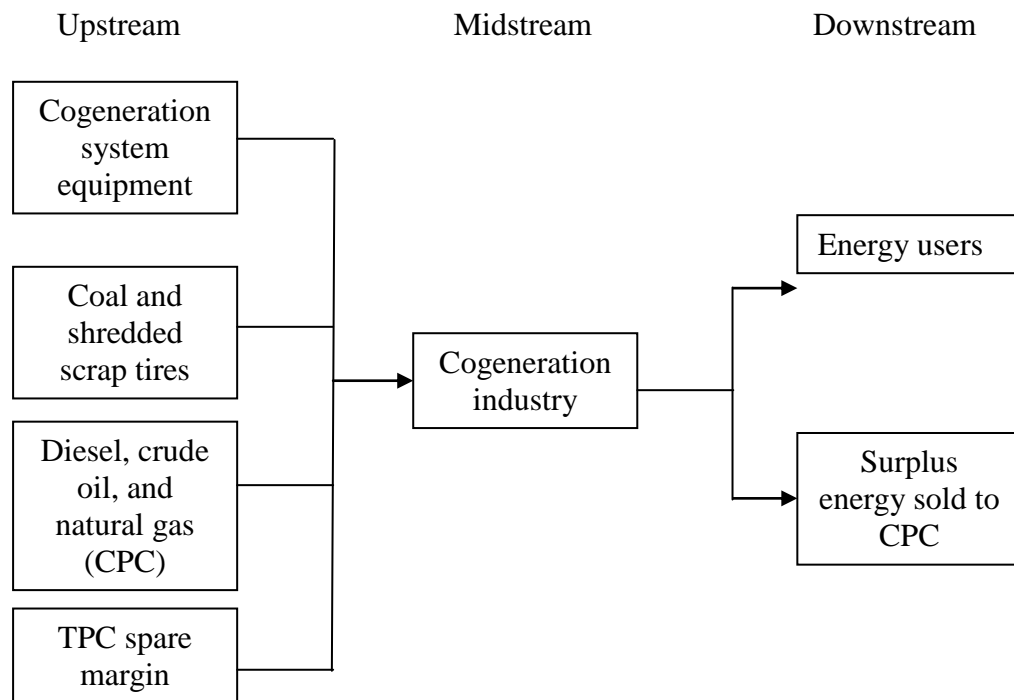 Upstream
Midstream
Downstream
Cogeneration
system
equipment
Coal and
shredded
scrap tires
Diesel, crude
oil, and
natural gas
(CPC)
TPC spare
margin
Cogeneration
industry
Energy users
Surplus
energy sold to
CPC